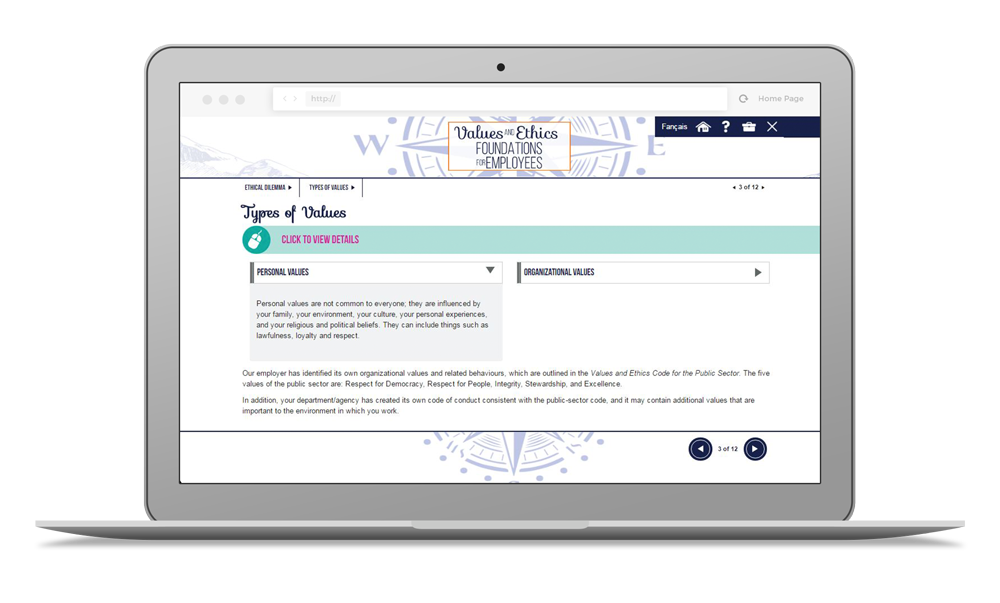 http://
Home Page
Fançais
?
W
E
Values AND Ethics
FOUNDATIONS
FOR EMPLOYEES
ETHICAL DILEMMA
TYPES OF VALUES
3 of 12
Types of Values
CLICK TO VIEW DETAILS
PERSONAL VALUES
ORGANIZATIONAL VALUES
Personal values are not common to everyone; they are influenced by
your family, your environment, your culture, your personal experiences,
and your religious and political beliefs. They can include things such as
lawfulness, loyalty and respect.
Our employer has identified its own organizational values and related behaviours, which are outlined in the Values and Ethics Code for the Public Sector. The five
values of the public sector are: Respect for Democracy, Respect for People, Integrity, Stewardship, and Excellence.
In addition, your department/agency has created its own code of conduct consistent with the public-sector code, and it may contain additional values that are
important to the environment in which you work.
3 of 12